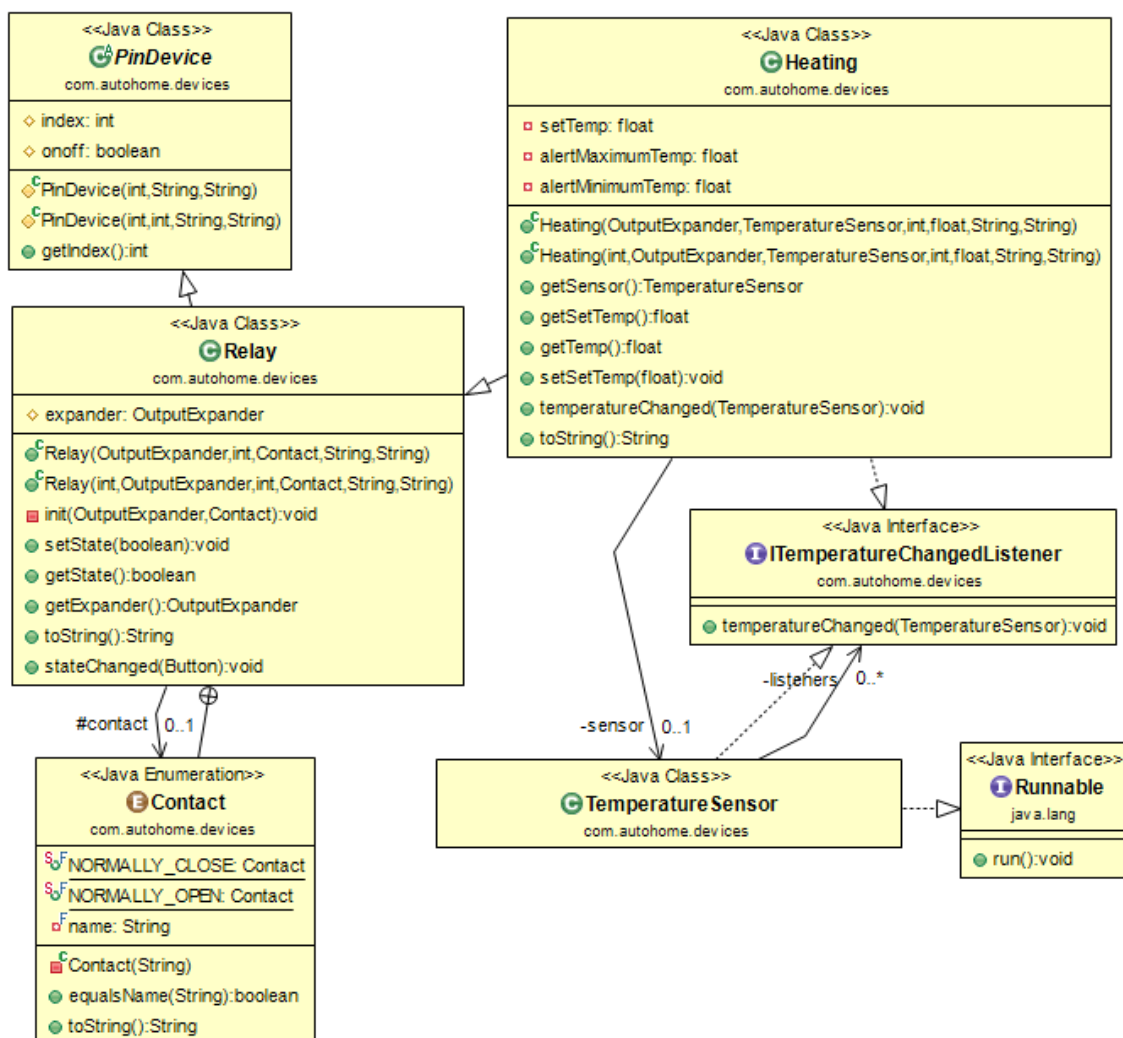 <<Java Class>>
PinDevice
com.autohome.devices
index: int
onoff: boolean
PinDevice(int,String,String)
PinDevice(int,int,String,String)
getIndex():int
<<Java Class>>
Heating
com.autohome.devices
setTemp: float
alertMaximumTemp: float
alertMinimumTemp: float
Heating(OutputExpander,TemperatureSensor,int,float,String,String)
Heating(int,OutputExpander,TemperatureSensor,int,float,String,String)
getSensor():TemperatureSensor
getSetTemp():float
getTemp():float
setSetTemp(float):void
temperatureChanged(TemperatureSensor):void
toString():String
<<Java Class>>
Relay
com.autohome.devices
expander: OutputExpander
Relay(OutputExpander,int,Contact,String,String)
Relay(int,OutputExpander,int,Contact,String,String)
init(OutputExpander,Contact):void
setState(boolean):void
getState():boolean
getExpander():OutputExpander
toString():String
stateChanged(Button):void
<<Java Interface>>
ITemperatureChangedListener
com.autohome.devices
temperatureChanged(TemperatureSensor):void
-listeners 0..*
#contact 0..1
-sensor 0..1
<<Java Enumeration>>
Contact
com.autohome.devices
NORMALLY_CLOSE: Contact
NORMALLY_OPEN: Contact
name: String
Contact(String)
equalsName(String):boolean
toString():String
<<Java Class>>
TemperatureSensor
com.autohome.devices
<<Java Interface>>
Runnable
java.lang
run():void